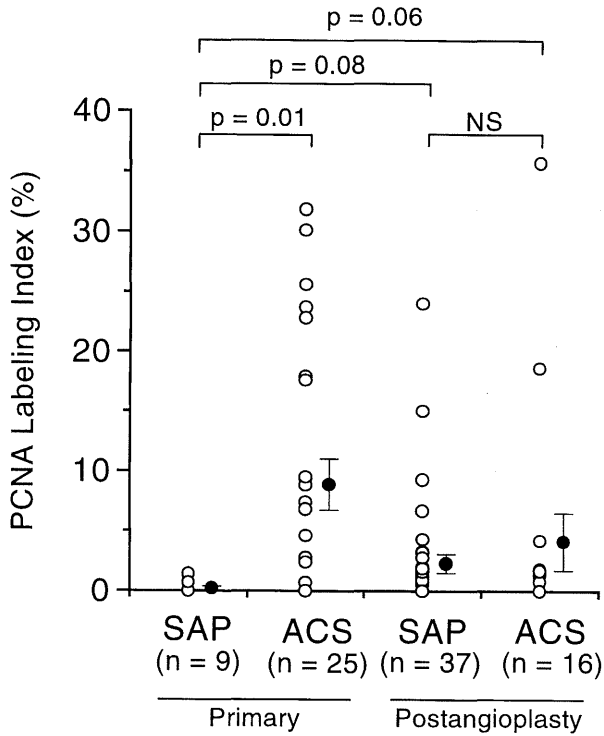 p = 0.06
p = 0.08
p = 0.01
NS
PCNA Labeling Index (%)
40
30
20
10
0
SAP ACS SAP ACS
(n = 9) (n = 25) (n = 37) (n = 16)
Primary Postangioplasty